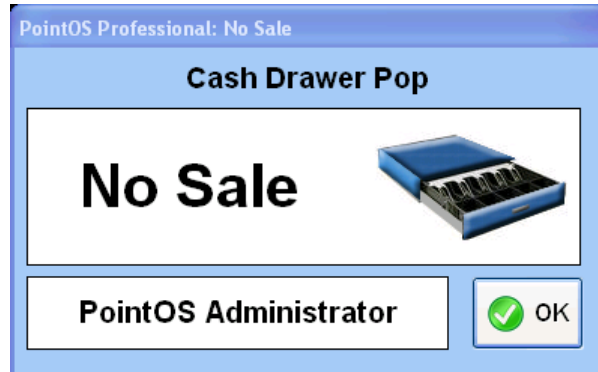 PointOS Professional: No Sale
Cash Drawer Pop
No Sale
PointOS Administrator
OK